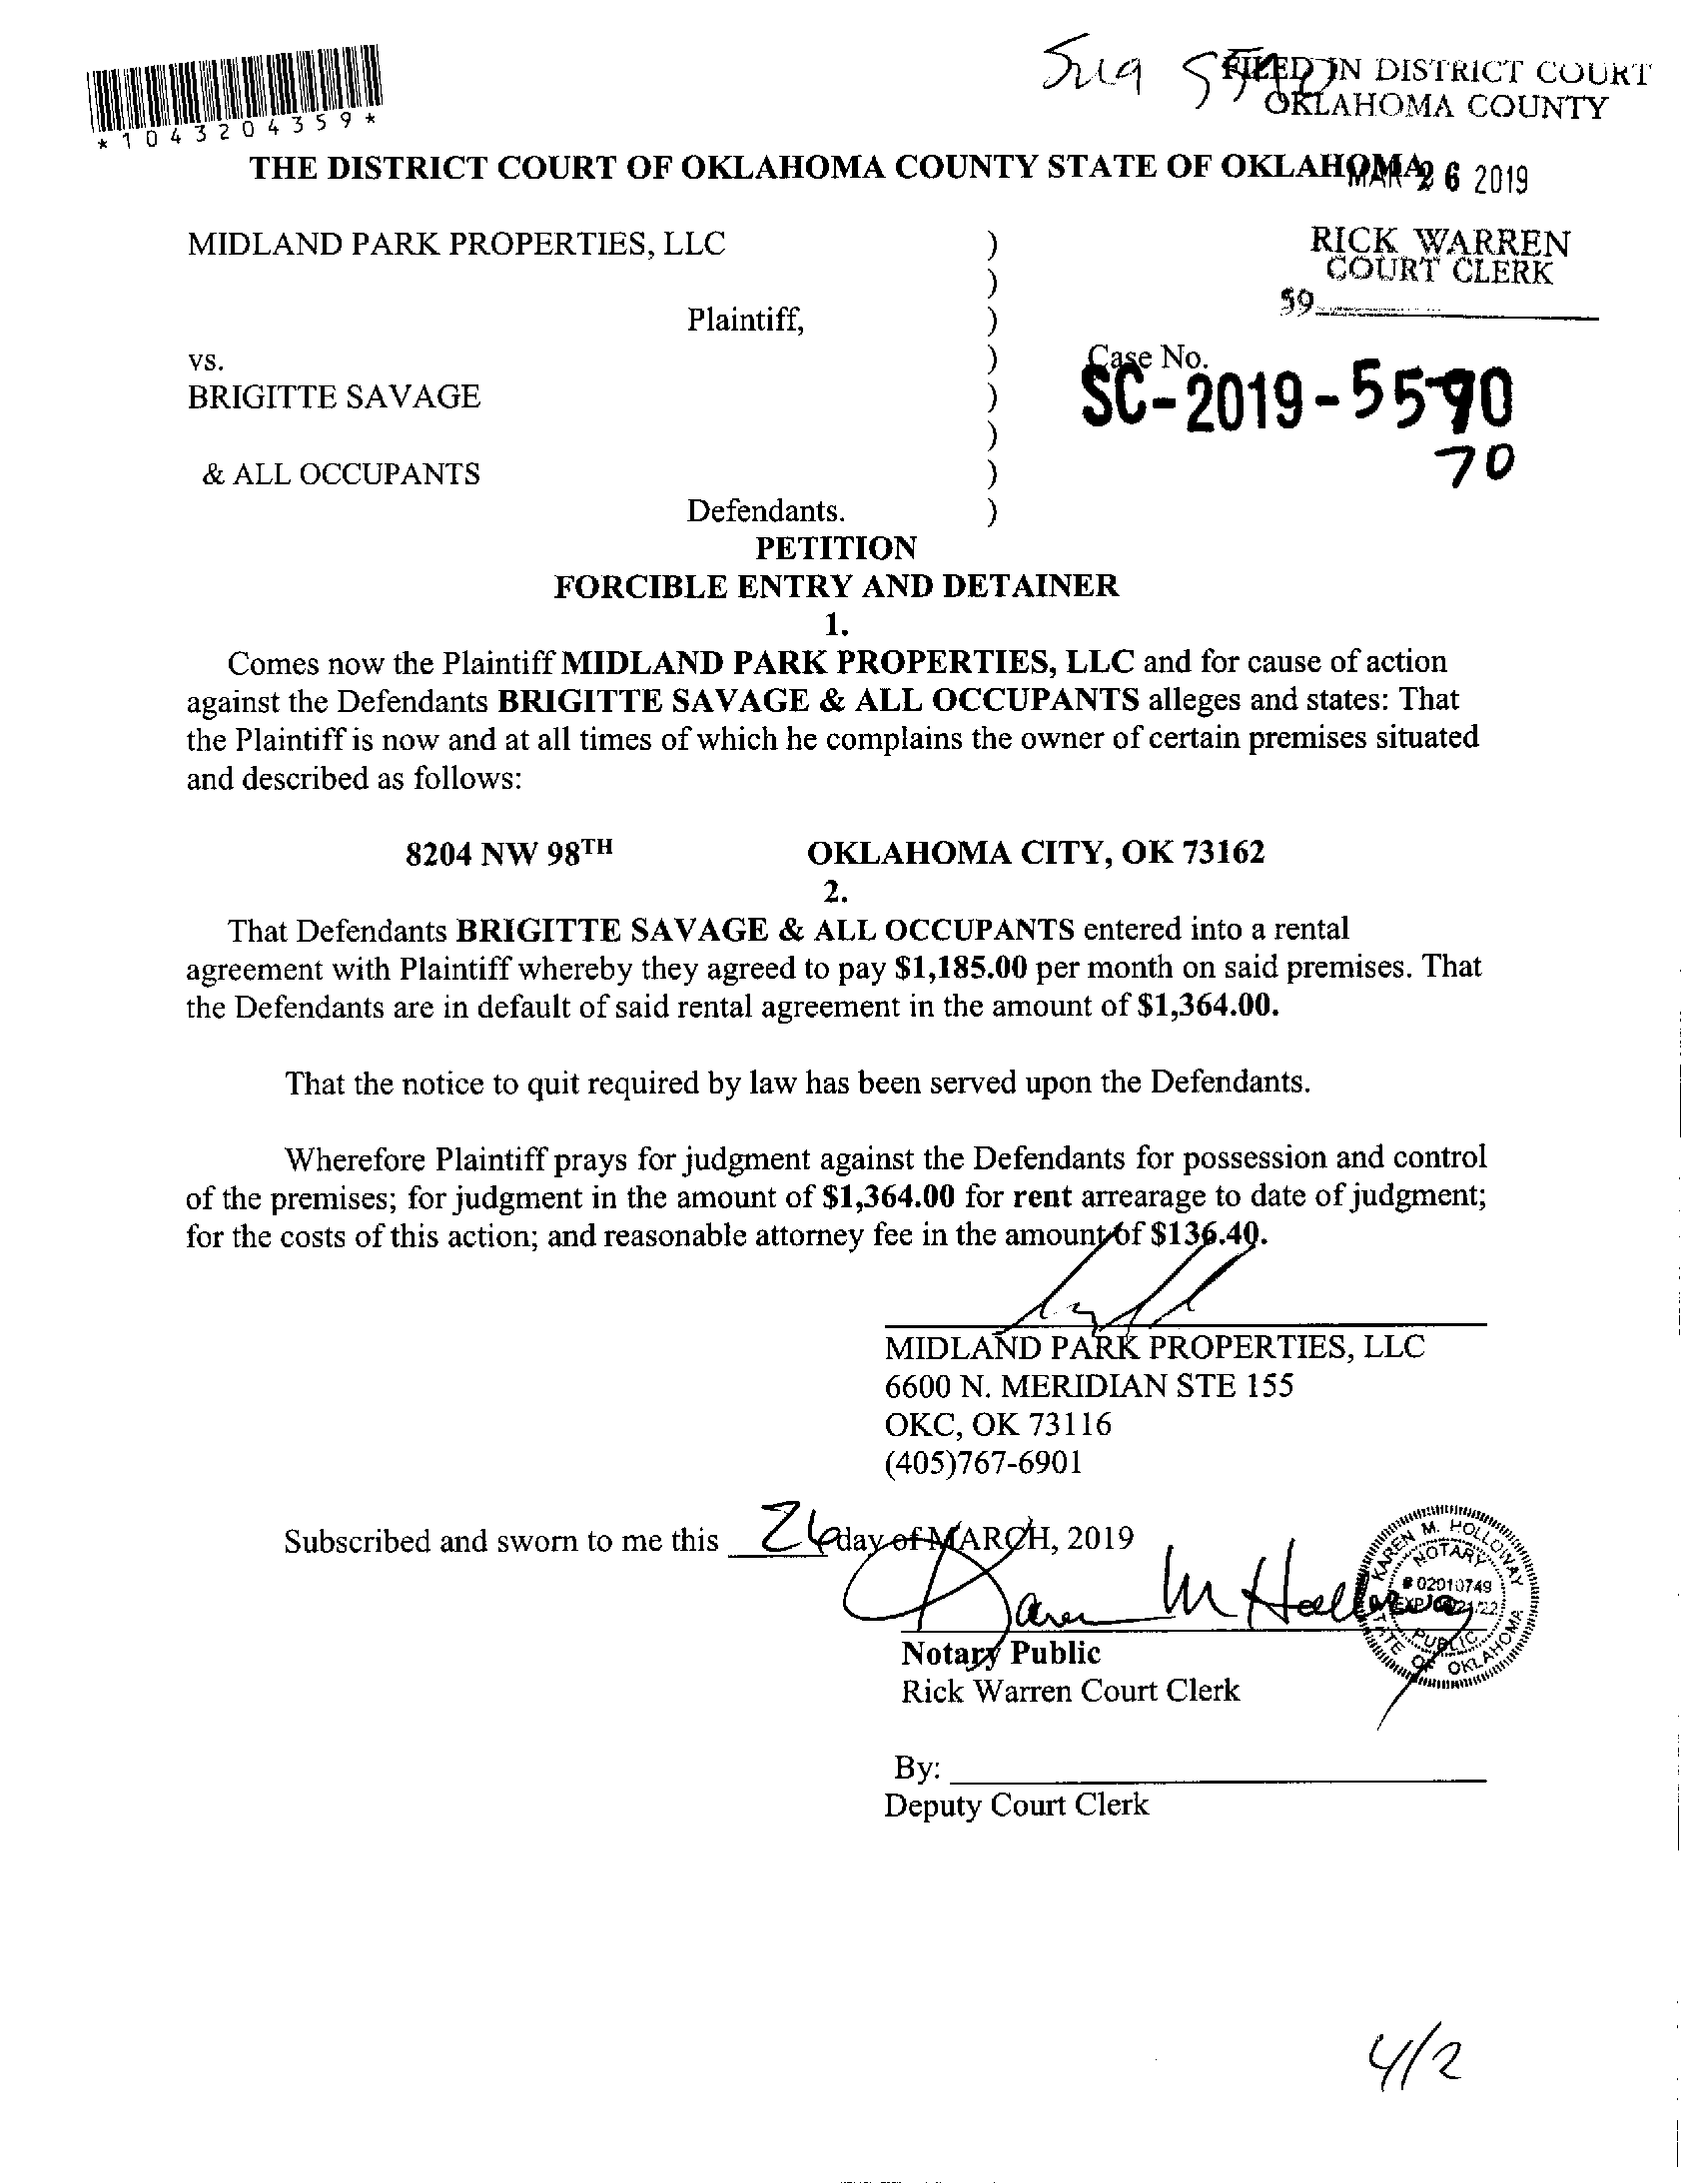 *1043204359*
FILED IN DISTRICT COURT
OKLAHOMA COUNTY
THE DISTRICT COURT OF OKLAHOMA COUNTY STATE OF OKLAHOMA
MAR 26 2019
MIDLAND PARK PROPERTIES, LLC )
RICK WARREN
COURT CLERK
)
59
Plaintiff, )
vs. )
Case No.
BRIGITTE SAVAGE )
SC-2019-5590
)
70
& ALL OCCUPANTS )
Defendants. )
PETITION
FORCIBLE ENTRY AND DETAINER
1.
Comes now the Plaintiff MIDLAND PARK PROPERTIES, LLC and for cause of action
against the Defendants BRIGITTE SAVAGE & ALL OCCUPANTS alleges and states: That
the Plaintiff is now and at all times of which he complains the owner of certain premises situated
and described as follows:
8204 NW 98TH OKLAHOMA CITY, OK 73162
2.
That Defendants BRIGITTE SAVAGE & ALL OCCUPANTS entered into a rental
agreement with Plaintiff whereby they agreed to pay $1,185.00 per month on said premises. That
the Defendants are in default of said rental agreement in the amount of $1,364.00.
That the notice to quit required by law has been served upon the Defendants.
Wherefore Plaintiff prays for judgment against the Defendants for possession and control
of the premises; for judgment in the amount of $1,364.00 for rent arrearage to date of judgment;
for the costs of this action; and reasonable attorney fee in the amount of $136.40.
MIDLAND PARK PROPERTIES, LLC
6600 N. MERIDIAN STE 155
OKC, OK 73116
(405)767-6901
Subscribed and sworn to me this 26 day of MARCH, 2019
Karen M Holloway
KAREN M. HOLLOWAY
NOTARY
# 02010749
PUBLIC
STATE OF OKLAHOMA
Notary Public
Rick Warren Court Clerk
By:
Deputy Court Clerk
4/2